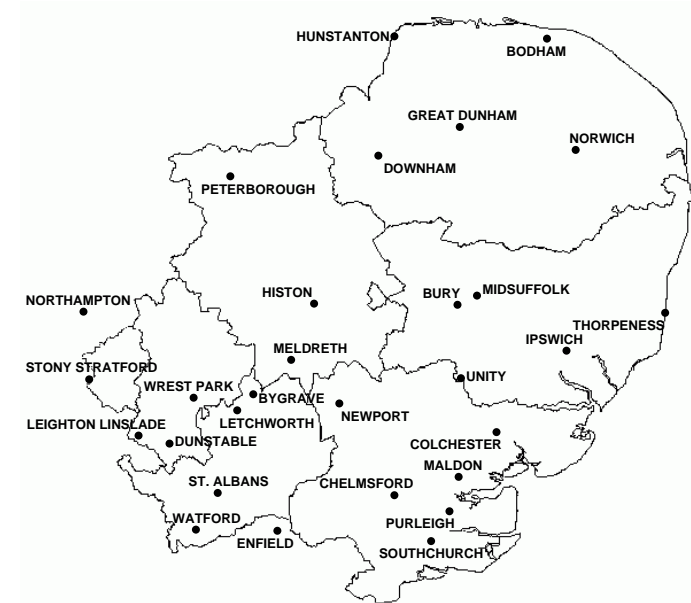 HUNSTANTON
BODHAM
GREAT DUNHAM
NORWICH
DOWNHAM
PETERBOROUGH
MIDSUFFOLK
HISTON
BURY
NORTHAMPTON
THORPENESS
IPSWICH
MELDRETH
STONY STRATFORD
UNITY
WREST PARK
BYGRAVE
NEWPORT
LETCHWORTH
LEIGHTON LINSLADE
DUNSTABLE
COLCHESTER
MALDON
ST. ALBANS
CHELMSFORD
WATFORD
PURLEIGH
ENFIELD
SOUTHCHURCH